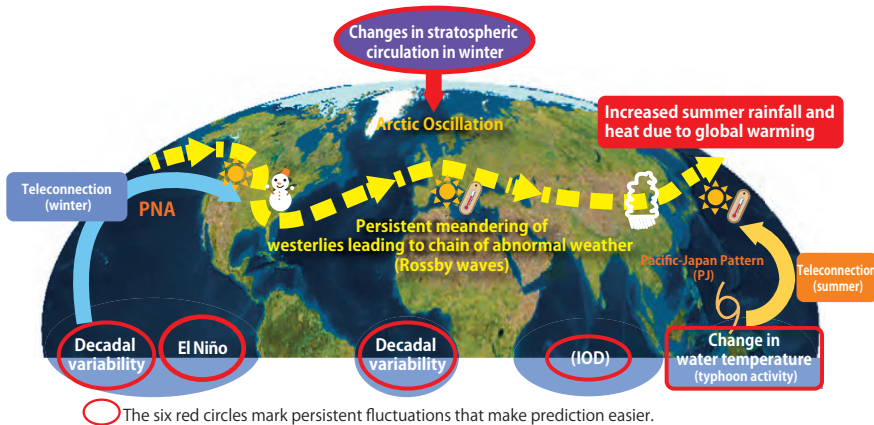 Changes in stratospheric
circulation in winter
Arctic Oscillation
Increased summer rainfall and
heat due to global warming
Teleconnection
(winter)
PNA
Persistent meandering of
westerlies leading to chain of abnormal weather
(Rossby waves)
Pacific-Japan Pattern
(PJ)
Teleconnection
(summer)
Decadal
variability
El Niño
Decadal
variability
(IOD)
Change in
water temperature
(typhoon activity)
The six red circles mark persistent fluctuations that make prediction easier.